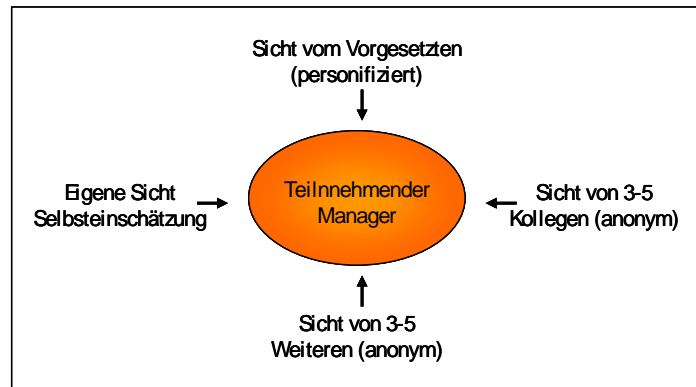 Sicht vom Vorgesetzten
(personifiziert)
Eigene Sicht
Selbsteinschätzung
Teilnnehmender
Manager
Sicht von 3-5
Kollegen (anonym)
Sicht von 3-5
Weiteren (anonym)